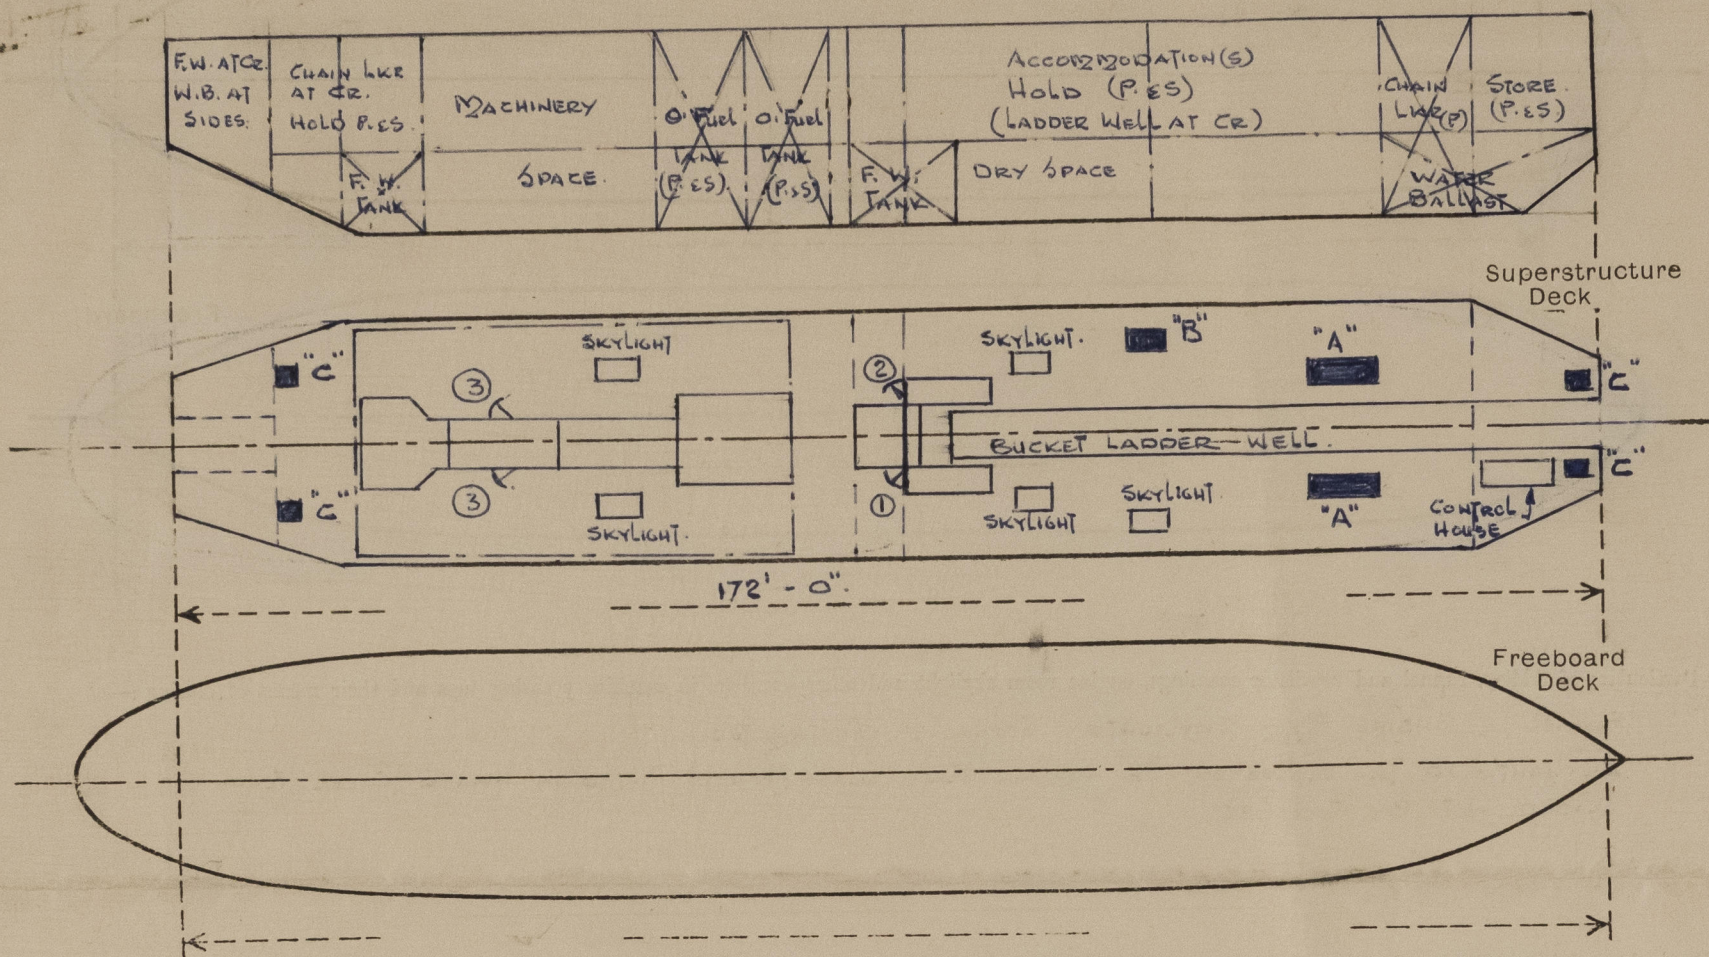 F.W. AT CR.
W.B. AT
SIDES.
CHAIN LKR
AT CR.
HOLD P.&S.
F. W.
TANK
MACHINERY
SPACE.
O. Fuel
TANK
(P. &S).
O. Fuel
TANK
(P.&S)
F. W.
TANK
ACCOMMODATION(S)
HOLD (P.&S)
(LADDER WELL AT CR)
DRY SPACE
CHAIN
LKR(P)
STORE.
(P.&S)
WATER
BALLAST
Superstructure
Deck
"C"
"C"
SKYLIGHT
3
3
SKYLIGHT.
2
1
SKYLIGHT.
"B"
"A"
"C"
BUCKET LADDER WELL.
SKYLIGHT
SKYLIGHT.
"A"
CONTROL
HOUSE
"C"
172' - 0".
Freeboard
Deck